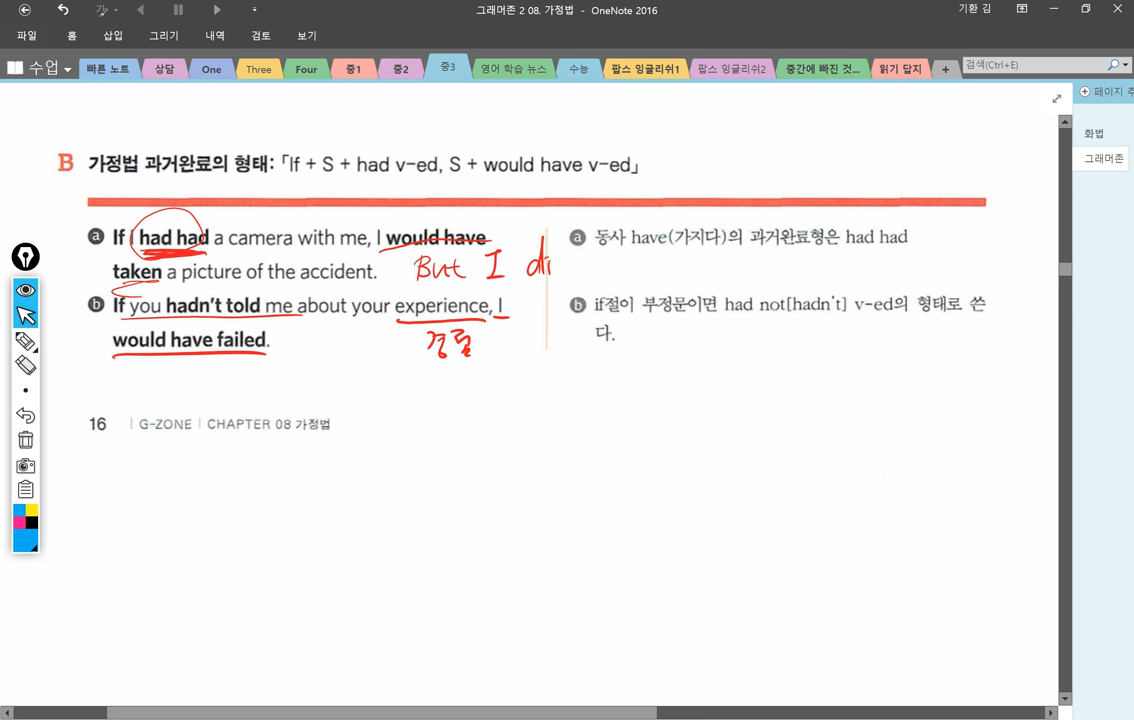 그래머존 2 08. 가정법 - OneNote 2016
기환 김
파일 홈 삽입 그리기 내역 검토 보기
수업 빠른 노트 상담 One Three Four 중1 중2 중3 영어 학습 뉴스 수능 팝스 잉글리쉬1 팝스 잉글리쉬2 중간에 빠진 것... 읽기 답지 + 검색(Ctrl+E)
페이지 추
화법
그래머존
B 가정법 과거완료의 형태: 「If + S + had v-ed, S + would have v-ed」
a If I had had a camera with me, I would have
taken a picture of the accident.
But I di
b If you hadn't told me about your experience, I
would have failed.
경험
a 동사 have(가지다)의 과거완료형은 had had
b if절이 부정문이면 had not[hadn't] v-ed의 형태로 쓴
다.
16 | G-ZONE | CHAPTER 08 가정법